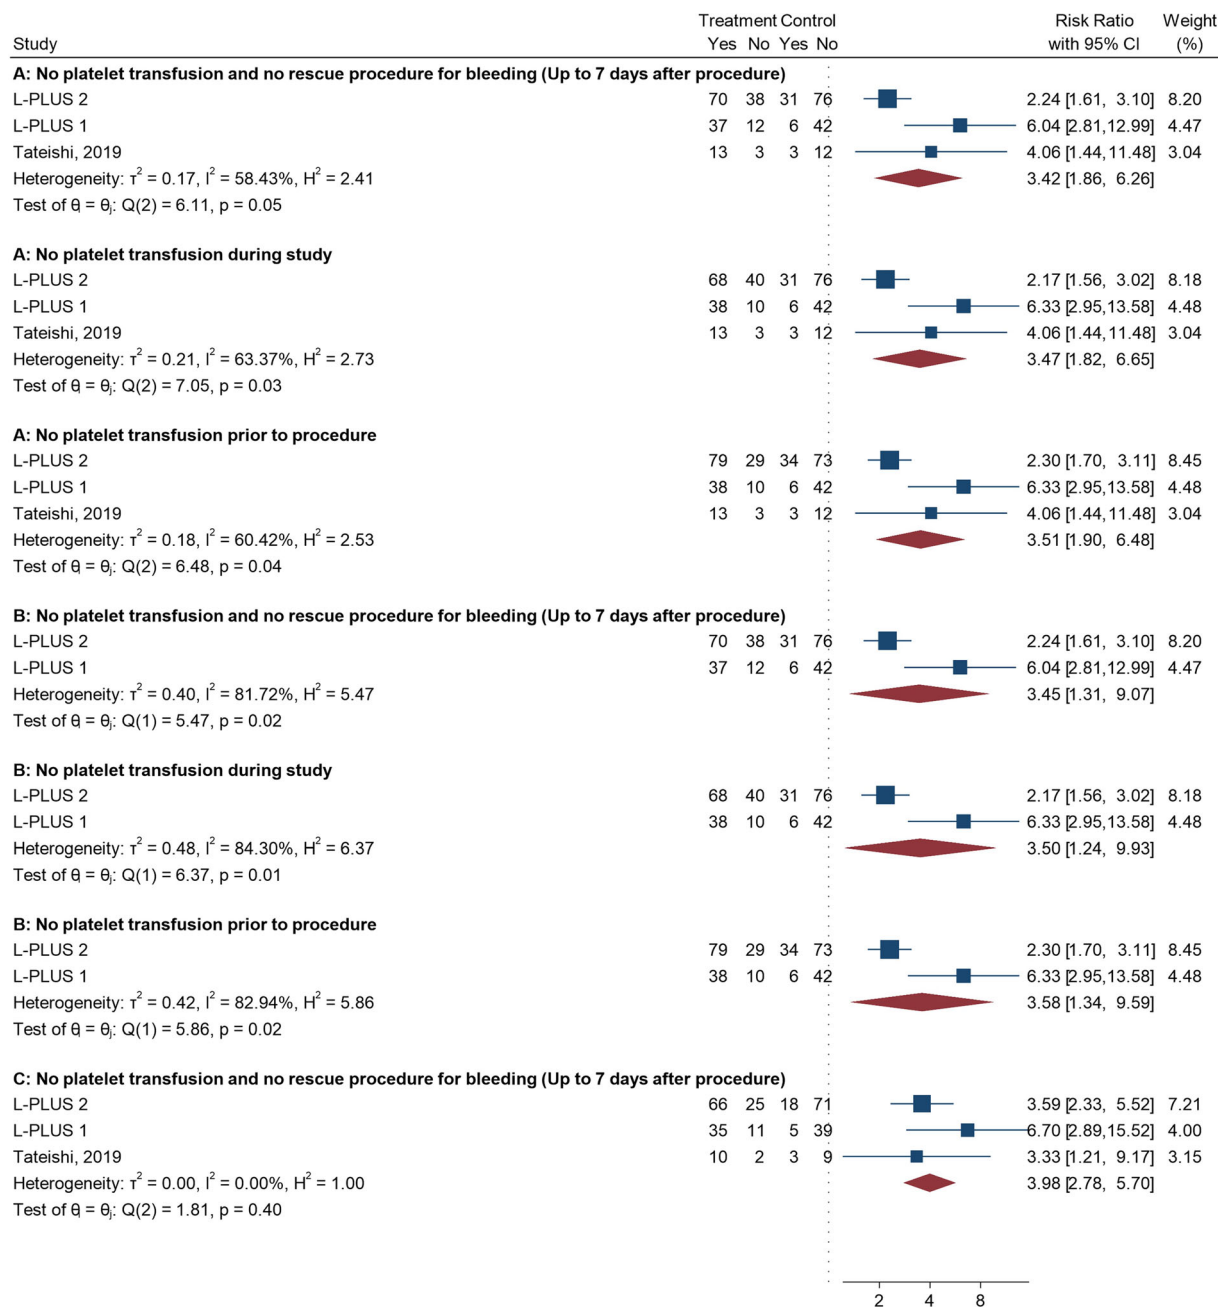 Treatment Control Risk Ratio Weight
Study Yes No Yes No with 95% CI (%)
A: No platelet transfusion and no rescue procedure for bleeding (Up to 7 days after procedure)
L-PLUS 2 70 38 31 76 2.24 [1.61, 3.10] 8.20
L-PLUS 1 37 12 6 42 6.04 [2.81,12.99] 4.47
Tateishi, 2019 13 3 3 12 4.06 [1.44,11.48] 3.04
Heterogeneity: τ² = 0.17, I² = 58.43%, H² = 2.41 3.42 [1.86, 6.26]
Test of θᵢ = θⱼ: Q(2) = 6.11, p = 0.05
A: No platelet transfusion during study
L-PLUS 2 68 40 31 76 2.17 [1.56, 3.02] 8.18
L-PLUS 1 38 10 6 42 6.33 [2.95,13.58] 4.48
Tateishi, 2019 13 3 3 12 4.06 [1.44,11.48] 3.04
Heterogeneity: τ² = 0.21, I² = 63.37%, H² = 2.73 3.47 [1.82, 6.65]
Test of θᵢ = θⱼ: Q(2) = 7.05, p = 0.03
A: No platelet transfusion prior to procedure
L-PLUS 2 79 29 34 73 2.30 [1.70, 3.11] 8.45
L-PLUS 1 38 10 6 42 6.33 [2.95,13.58] 4.48
Tateishi, 2019 13 3 3 12 4.06 [1.44,11.48] 3.04
Heterogeneity: τ² = 0.18, I² = 60.42%, H² = 2.53 3.51 [1.90, 6.48]
Test of θᵢ = θⱼ: Q(2) = 6.48, p = 0.04
B: No platelet transfusion and no rescue procedure for bleeding (Up to 7 days after procedure)
L-PLUS 2 70 38 31 76 2.24 [1.61, 3.10] 8.20
L-PLUS 1 37 12 6 42 6.04 [2.81,12.99] 4.47
Heterogeneity: τ² = 0.40, I² = 81.72%, H² = 5.47 3.45 [1.31, 9.07]
Test of θᵢ = θⱼ: Q(1) = 5.47, p = 0.02
B: No platelet transfusion during study
L-PLUS 2 68 40 31 76 2.17 [1.56, 3.02] 8.18
L-PLUS 1 38 10 6 42 6.33 [2.95,13.58] 4.48
Heterogeneity: τ² = 0.48, I² = 84.30%, H² = 6.37 3.50 [1.24, 9.93]
Test of θᵢ = θⱼ: Q(1) = 6.37, p = 0.01
B: No platelet transfusion prior to procedure
L-PLUS 2 79 29 34 73 2.30 [1.70, 3.11] 8.45
L-PLUS 1 38 10 6 42 6.33 [2.95,13.58] 4.48
Heterogeneity: τ² = 0.42, I² = 82.94%, H² = 5.86 3.58 [1.34, 9.59]
Test of θᵢ = θⱼ: Q(1) = 5.86, p = 0.02
C: No platelet transfusion and no rescue procedure for bleeding (Up to 7 days after procedure)
L-PLUS 2 66 25 18 71 3.59 [2.33, 5.52] 7.21
L-PLUS 1 35 11 5 39 6.70 [2.89,15.52] 4.00
Tateishi, 2019 10 2 3 9 3.33 [1.21, 9.17] 3.15
Heterogeneity: τ² = 0.00, I² = 0.00%, H² = 1.00 3.98 [2.78, 5.70]
Test of θᵢ = θⱼ: Q(2) = 1.81, p = 0.40
2 4 8